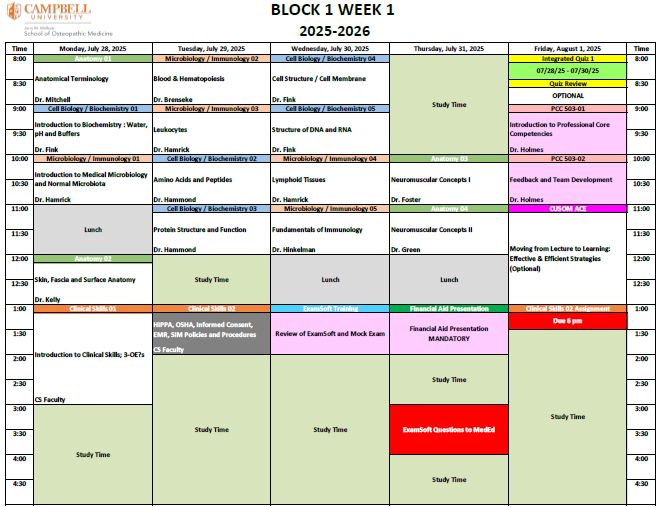 CAMPBELL
UNIVERSITY
Jerry M. Wallace
School of Osteopathic Medicine
BLOCK 1 WEEK 1
2025-2026
Time
Monday, July 28, 2025
Tuesday, July 29, 2025
Wednesday, July 30, 2025
Thursday, July 31, 2025
Friday, August 1, 2025
Time
8:00
8:30
9:00
9:30
10:00
10:30
11:00
11:30
12:00
12:30
1:00
1:30
2:00
2:30
3:00
3:30
4:00
4:30
Anatomy 01
Anatomical Terminology
Dr. Mitchell
Cell Biology / Biochemistry 01
Introduction to Biochemistry : Water,
pH and Buffers
Dr. Fink
Microbiology / Immunology 01
Introduction to Medical Microbiology
and Normal Microbiota
Dr. Hamrick
Lunch
Anatomy 02
Skin, Fascia and Surface Anatomy
Dr. Kelly
Clinical Skills 01
Introduction to Clinical Skills; 3-OE?s
CS Faculty
Study Time
Microbiology / Immunology 02
Blood & Hematopoiesis
Dr. Brenseke
Microbiology / Immunology 03
Leukocytes
Dr. Hamrick
Cell Biology / Biochemistry 02
Amino Acids and Peptides
Dr. Hammond
Cell Biology / Biochemistry 03
Protein Structure and Function
Dr. Hammond
Study Time
Clinical Skills 02
HIPPA, OSHA, Informed Consent,
EMR, SIM Policies and Procedures
CS Faculty
Study Time
Cell Biology / Biochemistry 04
Cell Structure / Cell Membrane
Dr. Fink
Cell Biology / Biochemistry 05
Structure of DNA and RNA
Dr. Fink
Microbiology / Immunology 04
Lymphoid Tissues
Dr. Hamrick
Microbiology / Immunology 05
Fundamentals of Immunology
Dr. Hinkelman
Lunch
ExamSoft Training
Review of ExamSoft and Mock Exam
Study Time
Study Time
Anatomy 03
Neuromuscular Concepts I
Dr. Foster
Anatomy 04
Neuromuscular Concepts II
Dr. Green
Lunch
Financial Aid Presentation
Financial Aid Presentation
MANDATORY
Study Time
ExamSoft Questions to MedEd
Study Time
Integrated Quiz 1
07/28/25 - 07/30/25
Quiz Review
OPTIONAL
PCC 503-01
Introduction to Professional Core
Competencies
Dr. Holmes
PCC 503-02
Feedback and Team Development
Dr. Holmes
CUSOM ACE
Moving from Lecture to Learning:
Effective & Efficient Strategies
(Optional)
Clinical Skills 02 Assignment
Due 6 pm
Study Time
8:00
8:30
9:00
9:30
10:00
10:30
11:00
11:30
12:00
12:30
1:00
1:30
2:00
2:30
3:00
3:30
4:00
4:30